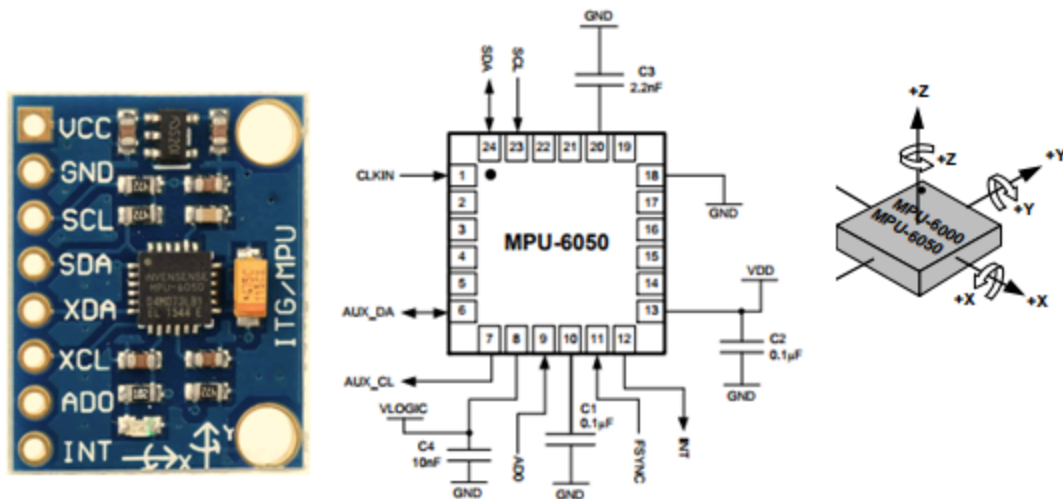 VCC
GND
SCL
SDA
XDA
XCL
ADO
INT
ITG/MPU
INVENSENSE
MPU-6050
X
Y
GND
C3
2.2nF
SDA
SCL
24
23
22
21
20
19
CLKIN
1
2
3
4
5
6
18
17
16
15
14
13
GND
MPU-6050
VDD
AUX_DA
7
8
9
10
11
12
C2
0.1µF
GND
AUX_CL
VLOGIC
C4
10nF
GND
AD0
C1
0.1µF
GND
FSYNC
INT
+Z
+Z
+Y
+Y
MPU-6000
MPU-6050
+X
+X